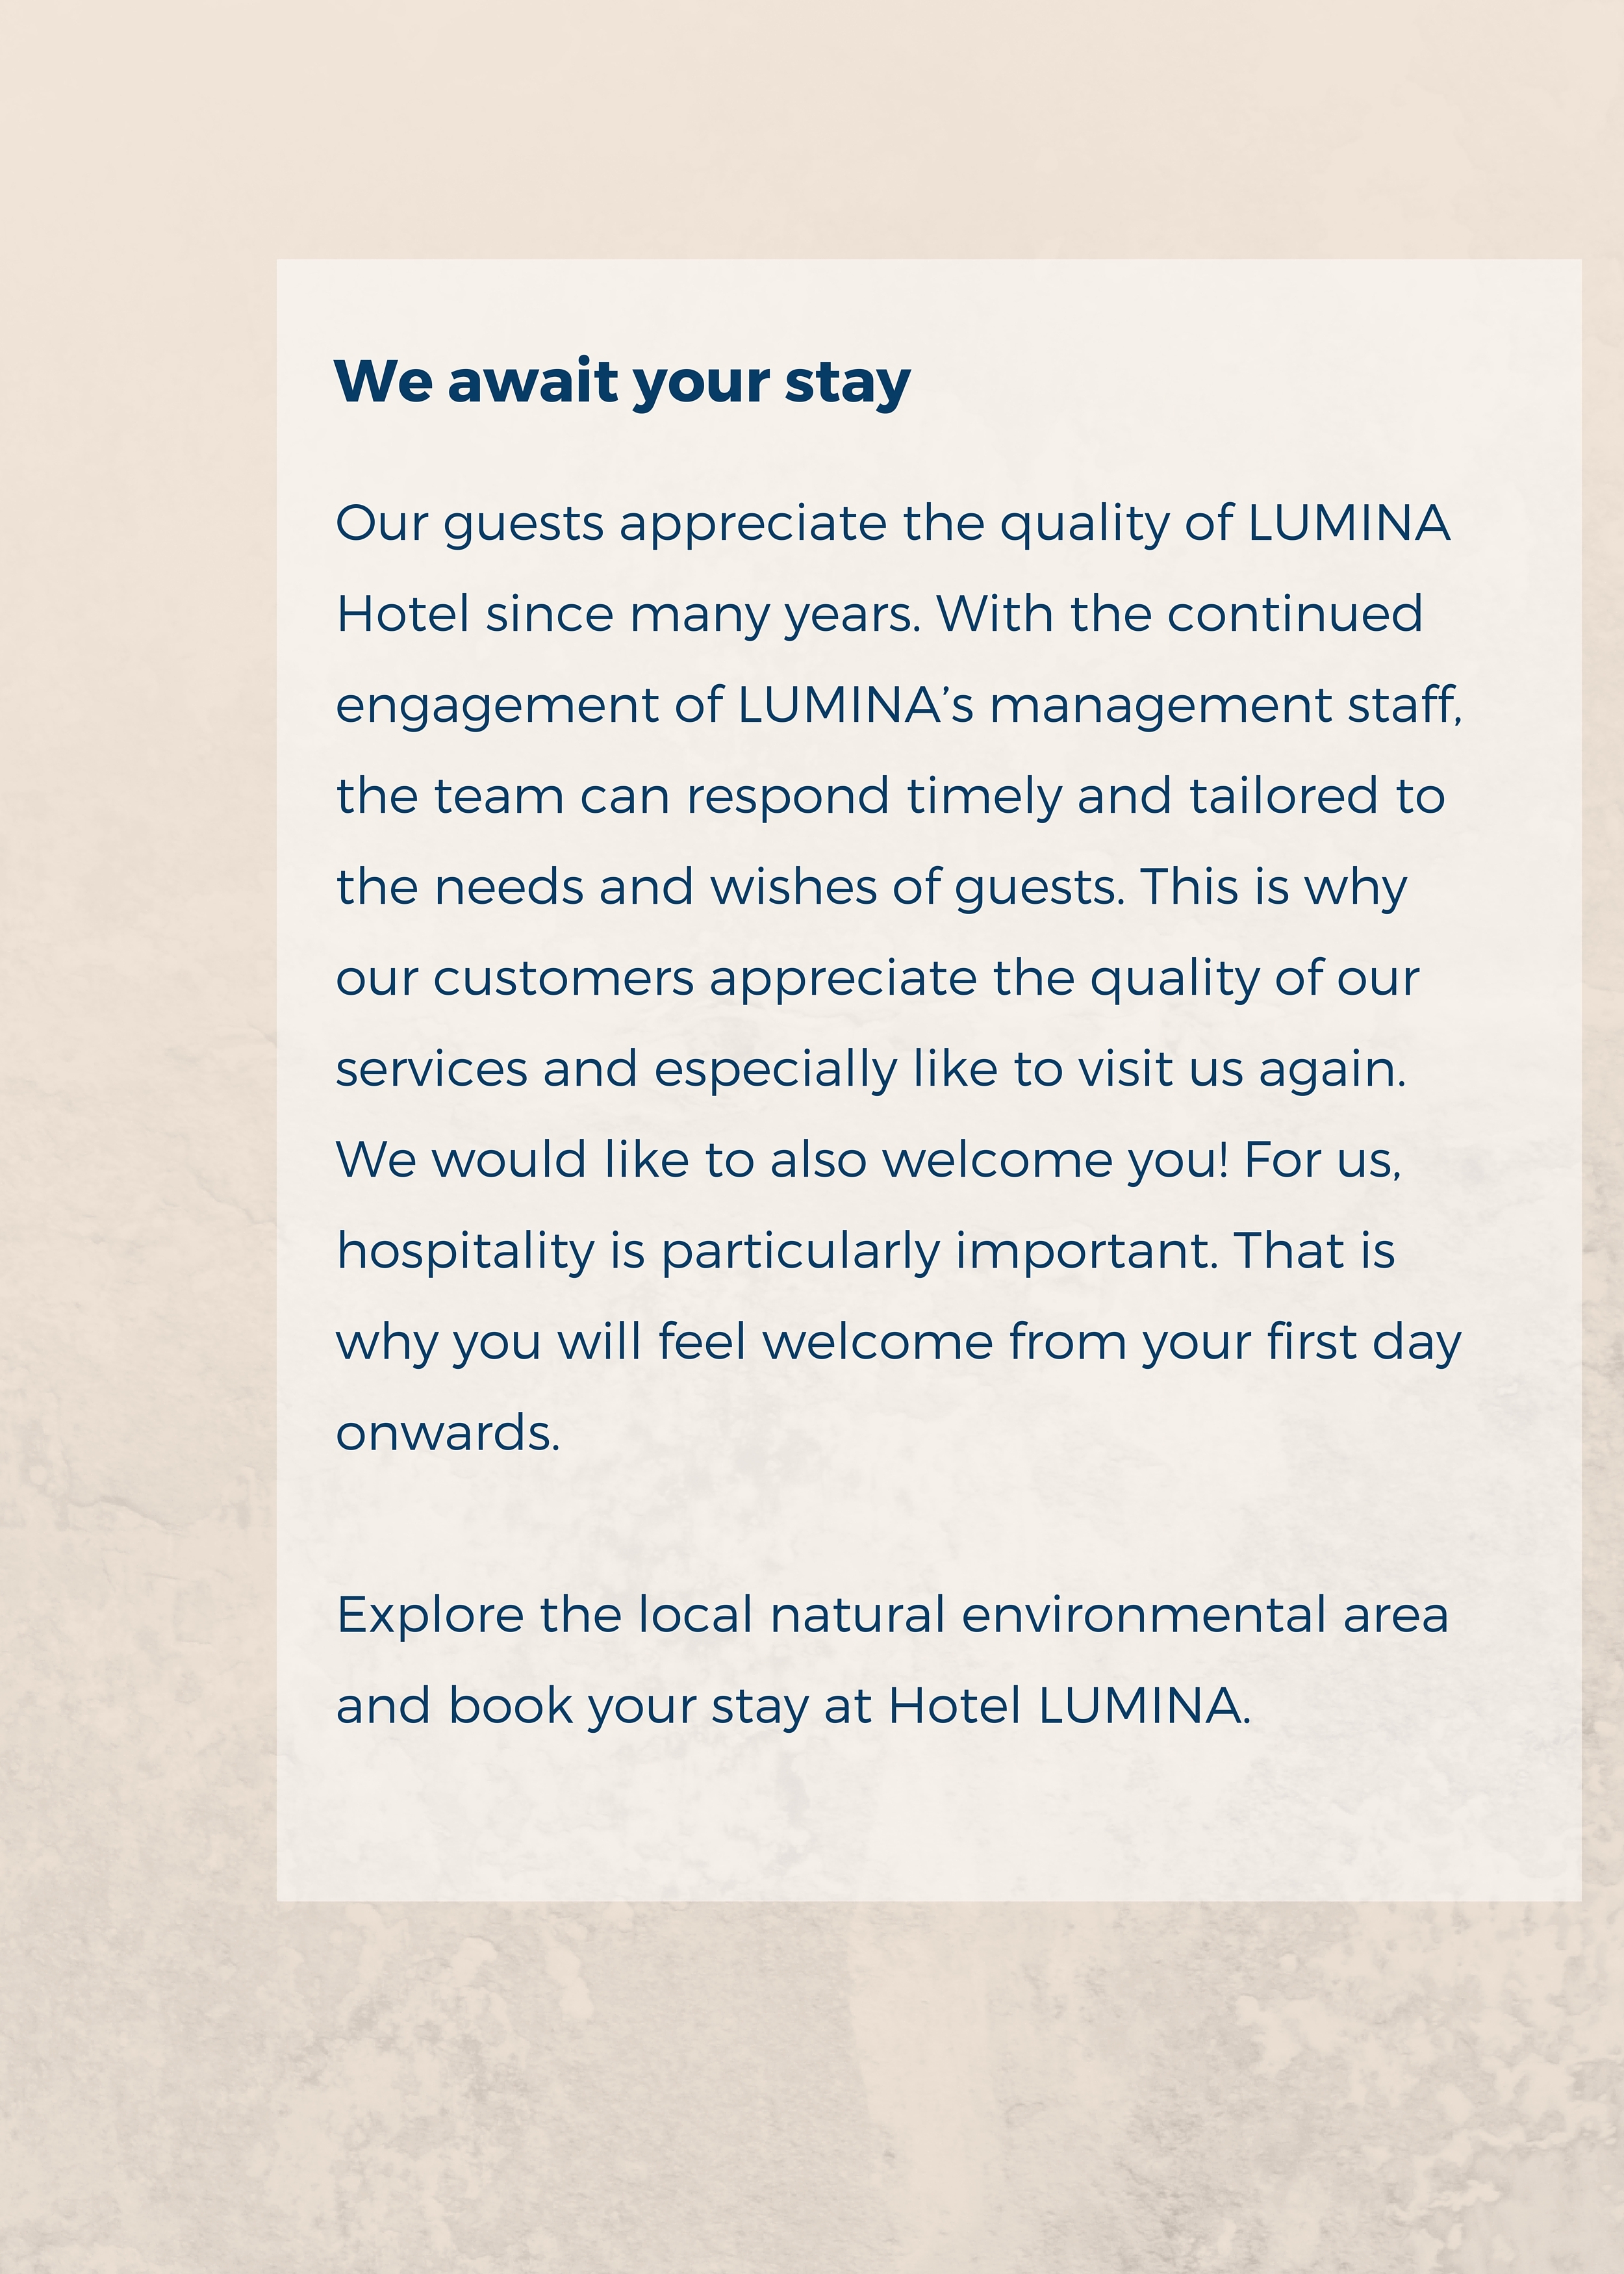 We await your stay
Our guests appreciate the quality of LUMINA
Hotel since many years. With the continued
engagement of LUMINA’s management staff,
the team can respond timely and tailored to
the needs and wishes of guests. This is why
our customers appreciate the quality of our
services and especially like to visit us again.
We would like to also welcome you! For us,
hospitality is particularly important. That is
why you will feel welcome from your first day
onwards.
Explore the local natural environmental area
and book your stay at Hotel LUMINA.